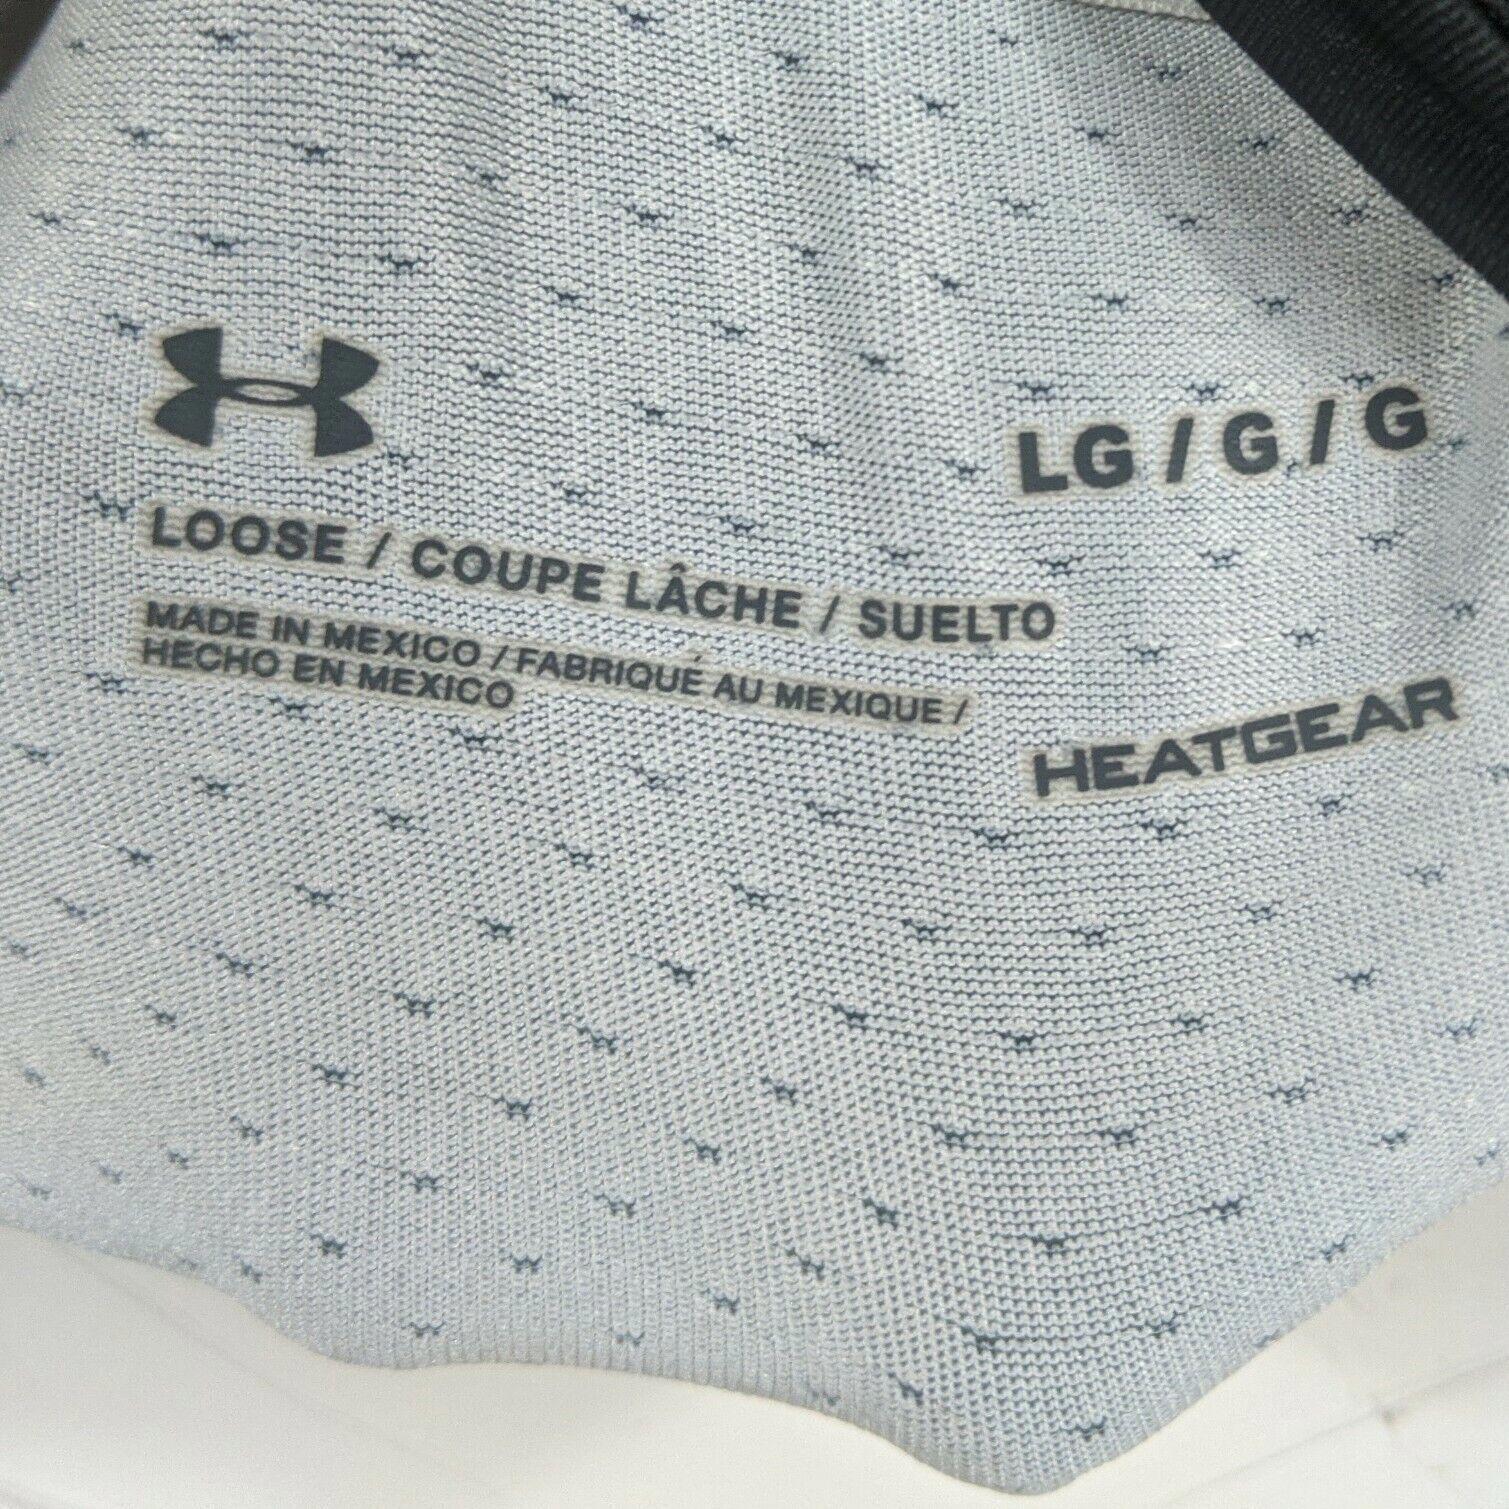 LG / G / G
LOOSE / COUPE LÂCHE / SUELTO
MADE IN MEXICO / FABRIQUÉ AU MEXIQUE /
HECHO EN MEXICO
HEATGEAR